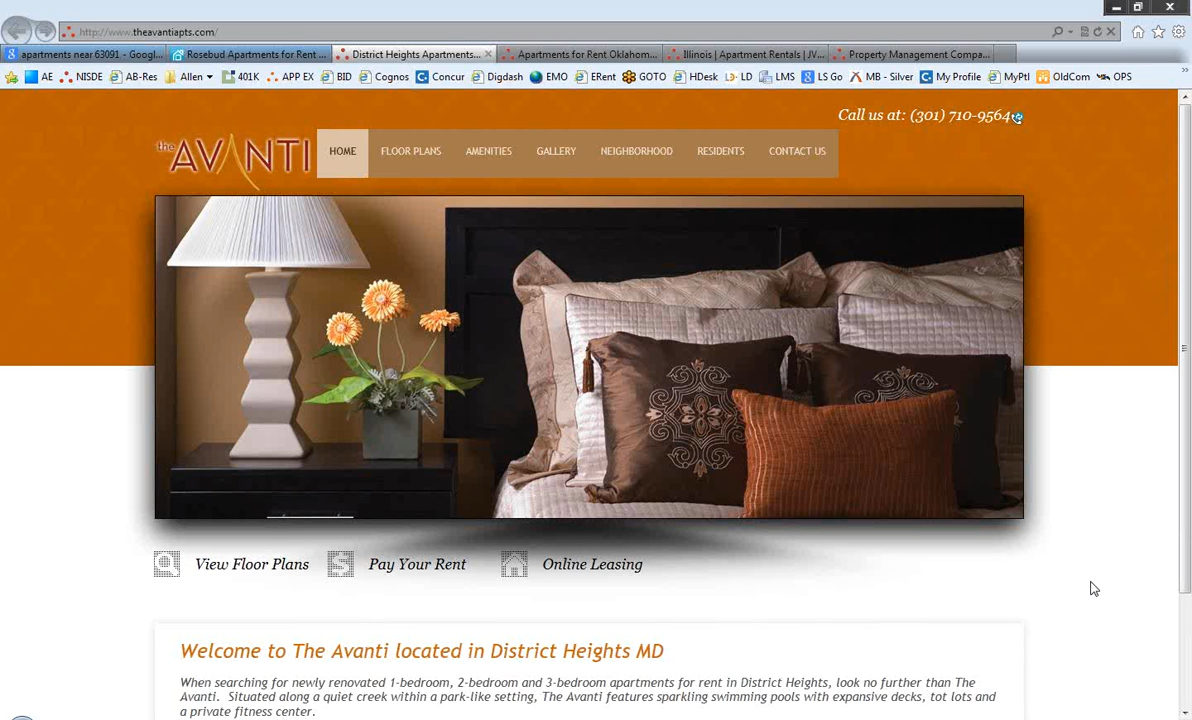 http://www.theavantiapts.com/
apartments near 63091 - Googl...
Rosebud Apartments for Rent ...
District Heights Apartments...
Apartments for Rent Oklahom...
Illinois | Apartment Rentals | JV...
Property Management Compa...
AE NISDE AB-Res Allen 401K APP EX BID Cognos Concur Digdash EMO ERent GOTO HDesk LD LMS LS Go MB - Silver My Profile MyPtl OldCom OPS
Call us at: (301) 710-9564
the AVANTI
HOME FLOOR PLANS AMENITIES GALLERY NEIGHBORHOOD RESIDENTS CONTACT US
View Floor Plans
Pay Your Rent
Online Leasing
Welcome to The Avanti located in District Heights MD
When searching for newly renovated 1-bedroom, 2-bedroom and 3-bedroom apartments for rent in District Heights, look no further than The
Avanti. Situated along a quiet creek within a park-like setting, The Avanti features sparkling swimming pools with expansive decks, tot lots and
a private fitness center.